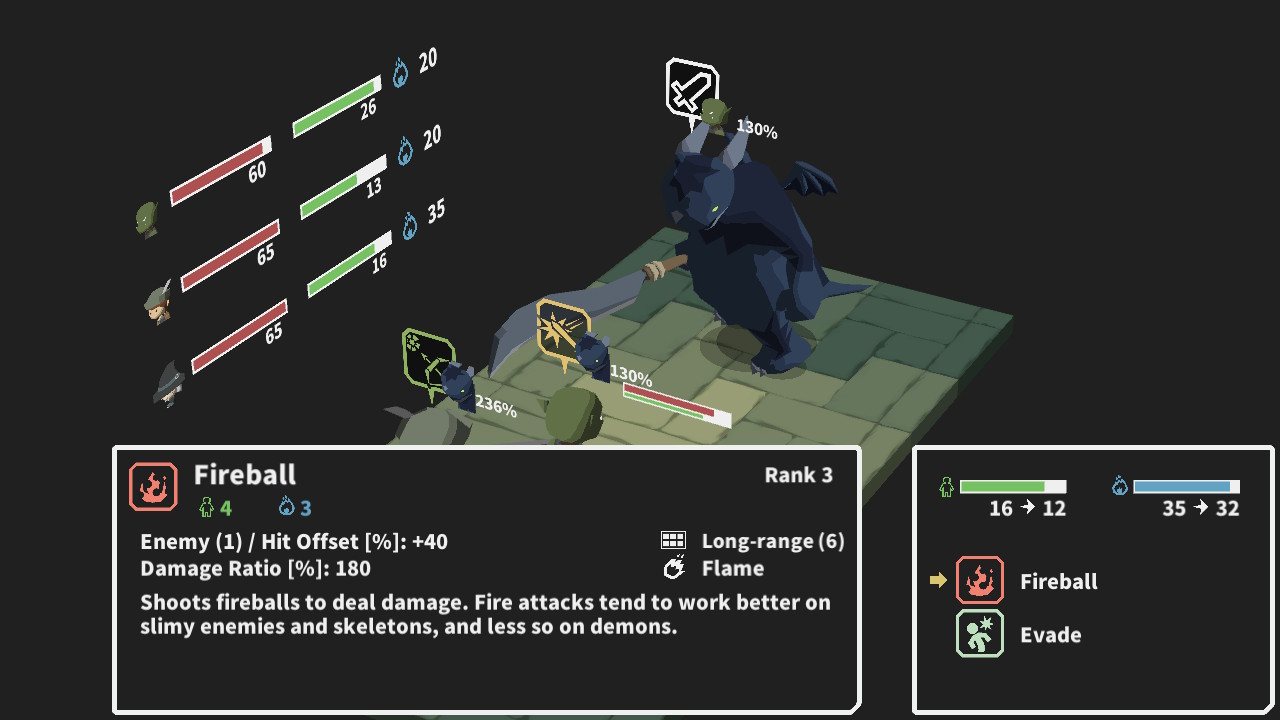 20
26
60
20
13
65
35
16
65
130%
130%
236%
Fireball
Rank 3
4 3
Enemy (1) / Hit Offset [%]: +40
Long-range (6)
Damage Ratio [%]: 180
Flame
Shoots fireballs to deal damage. Fire attacks tend to work better on
slimy enemies and skeletons, and less so on demons.
16 → 12
35 → 32
Fireball
Evade